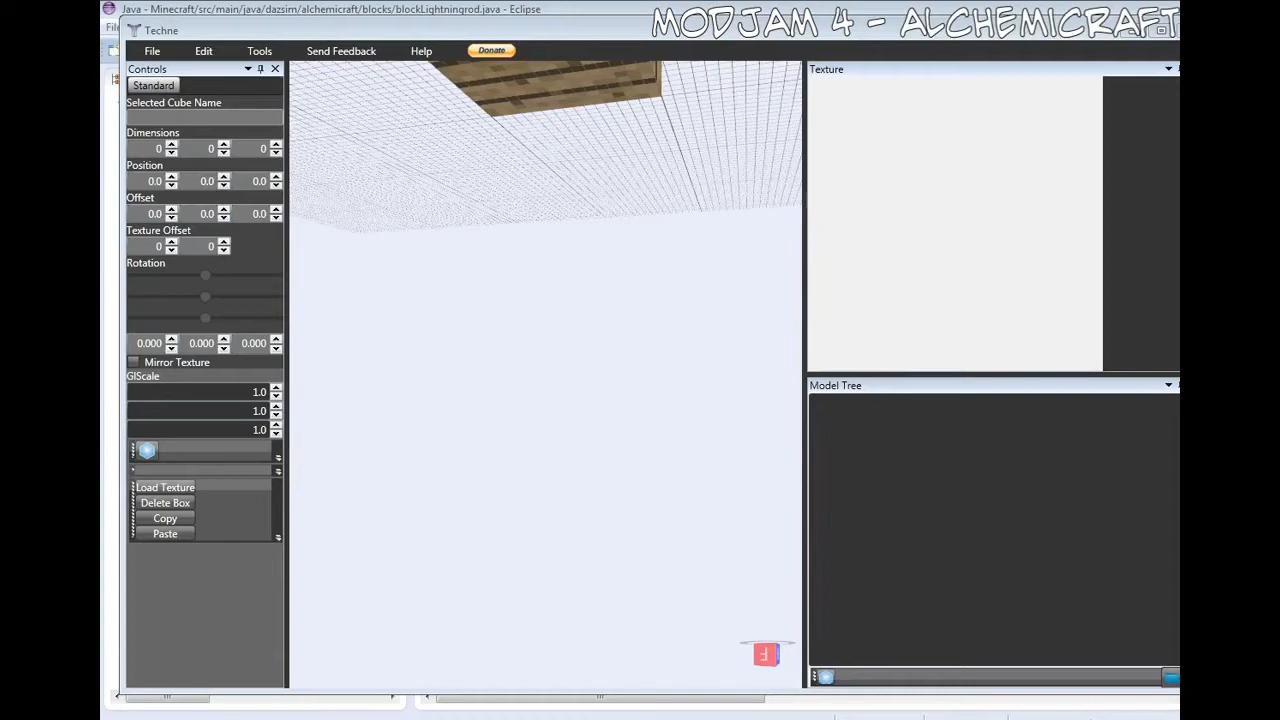 Java - Minecraft/src/main/java/dazsim/alchemicraft/blocks/blockLightningrod.java - Eclipse
MODJAM 4 - ALCHEMICRAFT
Techne
File Edit Tools Send Feedback Help Donate
Controls
Standard
Selected Cube Name
Dimensions
0 0 0
Position
0.0 0.0 0.0
Offset
0.0 0.0 0.0
Texture Offset
0 0
Rotation
0.000 0.000 0.000
Mirror Texture
GlScale
1.0
1.0
1.0
Load Texture
Delete Box
Copy
Paste
Texture
Model Tree